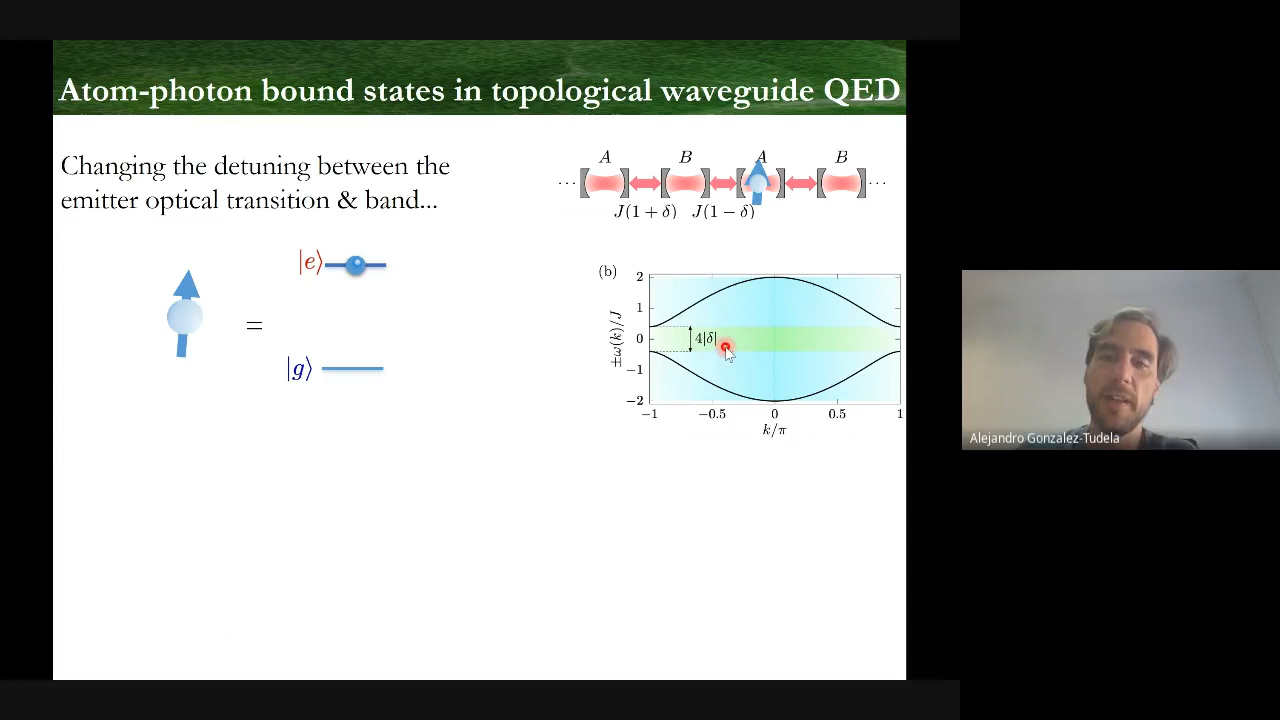 Atom-photon bound states in topological waveguide QED
Changing the detuning between the
emitter optical transition & band...
A B A B
··· ···
J(1 + δ) J(1 − δ)
|e⟩
=
|g⟩
(b)
±ω(k)/J
2
1
0
−1
−2
4|δ|
−1 −0.5 0 0.5 1
k/π
Alejandro Gonzalez-Tudela